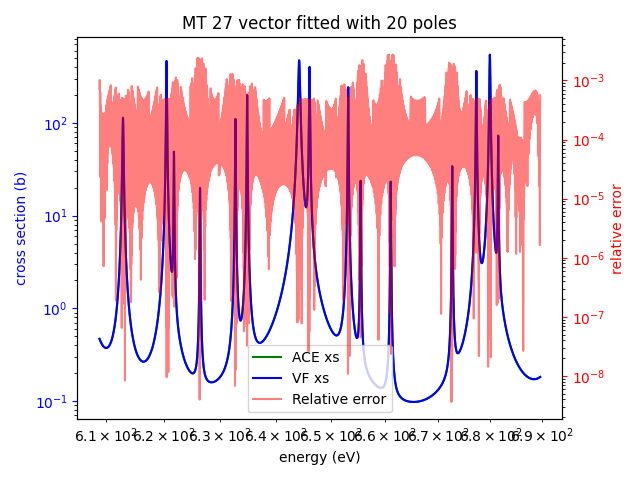 MT 27 vector fitted with 20 poles
cross section (b)
10²
10¹
10⁰
10⁻¹
10⁻³
10⁻⁴
10⁻⁵
10⁻⁶
10⁻⁷
10⁻⁸
relative error
ACE xs
VF xs
Relative error
6.1 × 10² 6.2 × 10² 6.3 × 10² 6.4 × 10² 6.5 × 10² 6.6 × 10² 6.7 × 10² 6.8 × 10² 6.9 × 10²
energy (eV)